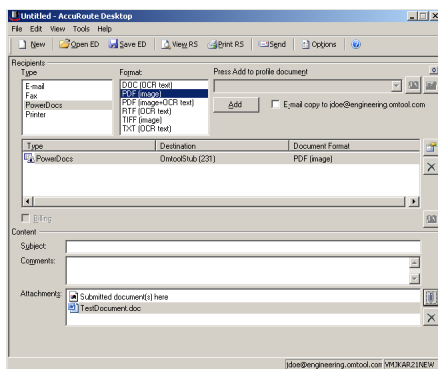 Untitled - AccuRoute Desktop
File Edit View Tools Help
New Open ED Save ED View RS Print RS Send Options
Recipients
Type Format Press Add to profile document
E-mail
Fax
PowerDocs
Printer
DOC (OCR text)
PDF (image)
PDF (image+OCR text)
RTF (OCR text)
TIFF (image)
TXT (OCR text)
Add E-mail copy to jdoe@engineering.omtool.com
Type Destination Document Format
PowerDocs OmtoolStub (231) PDF (image)
Billing
Content
Subject:
Comments:
Attachments: Submitted document(s) here
TestDocument.doc
jdoe@engineering.omtool.com VMJKAR21NEW